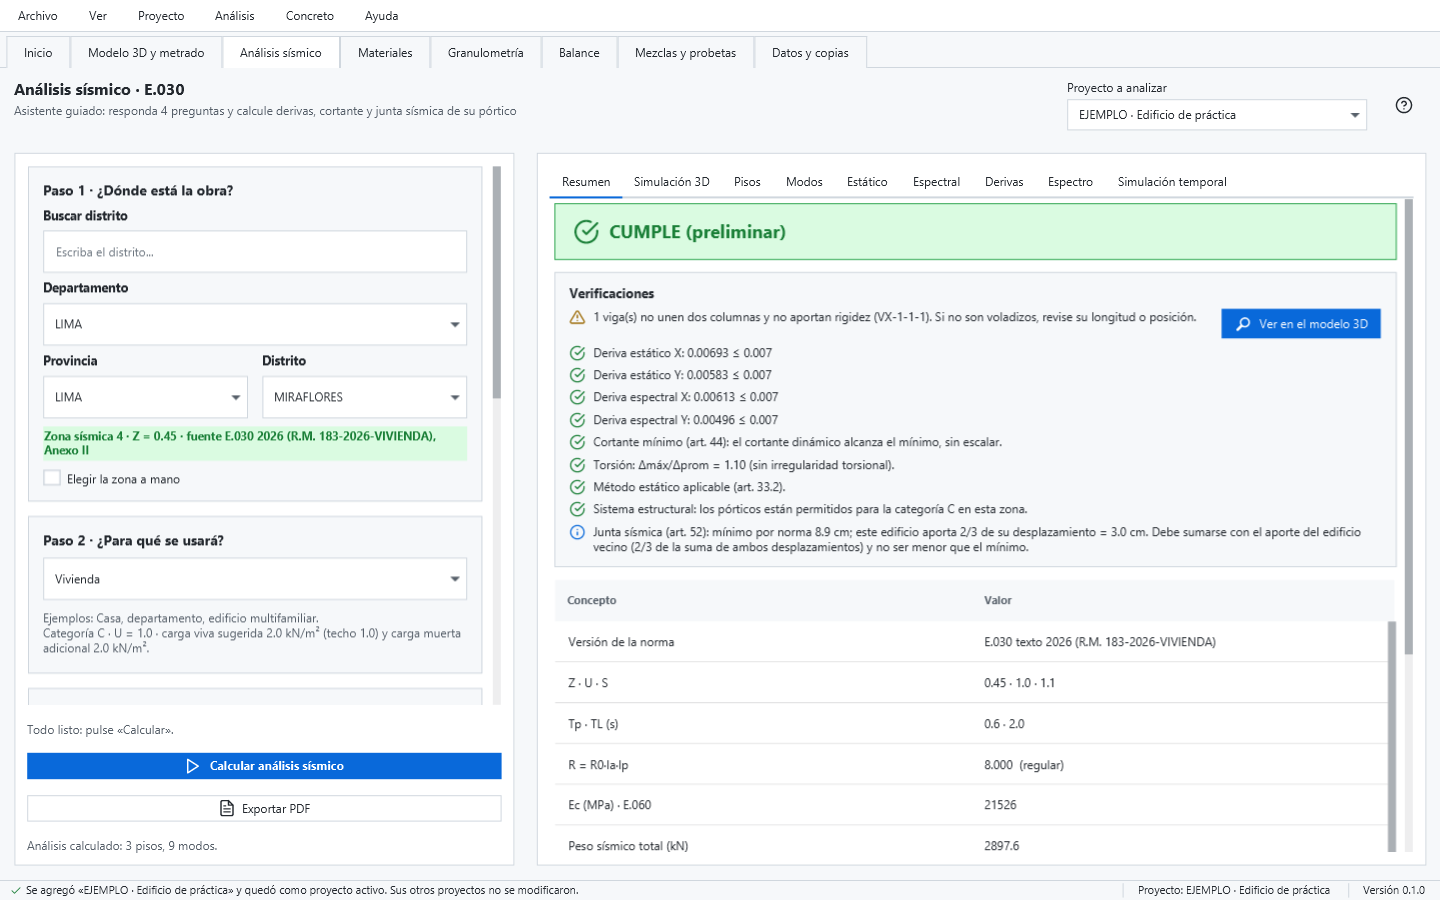 Archivo Ver Proyecto Análisis Concreto Ayuda
Inicio Modelo 3D y metrado Análisis sísmico Materiales Granulometría Balance Mezclas y probetas Datos y copias
Análisis sísmico · E.030
Asistente guiado: responda 4 preguntas y calcule derivas, cortante y junta sísmica de su pórtico
Proyecto a analizar
EJEMPLO · Edificio de práctica
Paso 1 · ¿Dónde está la obra?
Buscar distrito
Escriba el distrito...
Departamento
LIMA
Provincia Distrito
LIMA MIRAFLORES
Zona sísmica 4 · Z = 0.45 · fuente E.030 2026 (R.M. 183-2026-VIVIENDA),
Anexo II
Elegir la zona a mano
Paso 2 · ¿Para qué se usará?
Vivienda
Ejemplos: Casa, departamento, edificio multifamiliar.
Categoría C · U = 1.0 · carga viva sugerida 2.0 kN/m² (techo 1.0) y carga muerta
adicional 2.0 kN/m².
Todo listo: pulse «Calcular».
Calcular análisis sísmico
Exportar PDF
Análisis calculado: 3 pisos, 9 modos.
Resumen Simulación 3D Pisos Modos Estático Espectral Derivas Espectro Simulación temporal
CUMPLE (preliminar)
Verificaciones
1 viga(s) no unen dos columnas y no aportan rigidez (VX-1-1-1). Si no son voladizos, revise su longitud o posición.
Ver en el modelo 3D
Deriva estático X: 0.00693 ≤ 0.007
Deriva estático Y: 0.00583 ≤ 0.007
Deriva espectral X: 0.00613 ≤ 0.007
Deriva espectral Y: 0.00496 ≤ 0.007
Cortante mínimo (art. 44): el cortante dinámico alcanza el mínimo, sin escalar.
Torsión: Δmáx/Δprom = 1.10 (sin irregularidad torsional).
Método estático aplicable (art. 33.2).
Sistema estructural: los pórticos están permitidos para la categoría C en esta zona.
Junta sísmica (art. 52): mínimo por norma 8.9 cm; este edificio aporta 2/3 de su desplazamiento = 3.0 cm. Debe sumarse con el aporte del edificio
vecino (2/3 de la suma de ambos desplazamientos) y no ser menor que el mínimo.
Concepto Valor
Versión de la norma E.030 texto 2026 (R.M. 183-2026-VIVIENDA)
Z · U · S 0.45 · 1.0 · 1.1
Tp · TL (s) 0.6 · 2.0
R = R0·Ia·Ip 8.000 (regular)
Ec (MPa) · E.060 21526
Peso sísmico total (kN) 2897.6
Se agregó «EJEMPLO · Edificio de práctica» y quedó como proyecto activo. Sus otros proyectos no se modificaron.
Proyecto: EJEMPLO · Edificio de práctica Versión 0.1.0